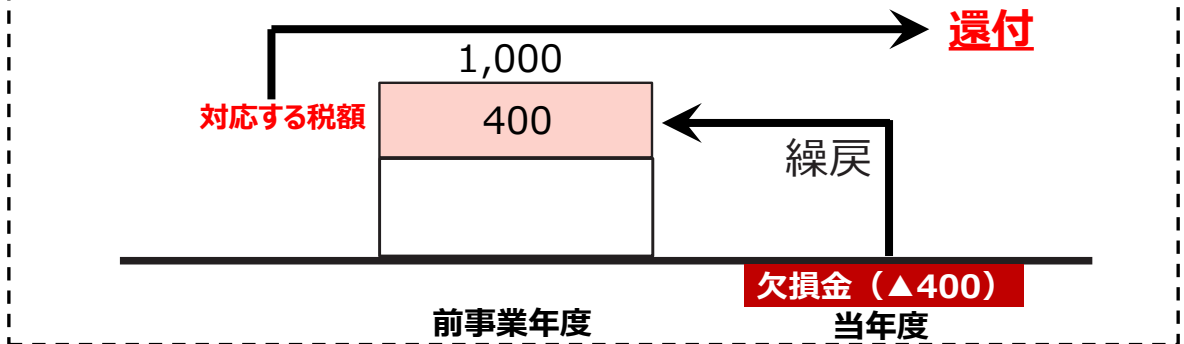 還付
1,000
対応する税額
400
繰戻
欠損金（▲400）
前事業年度
当年度